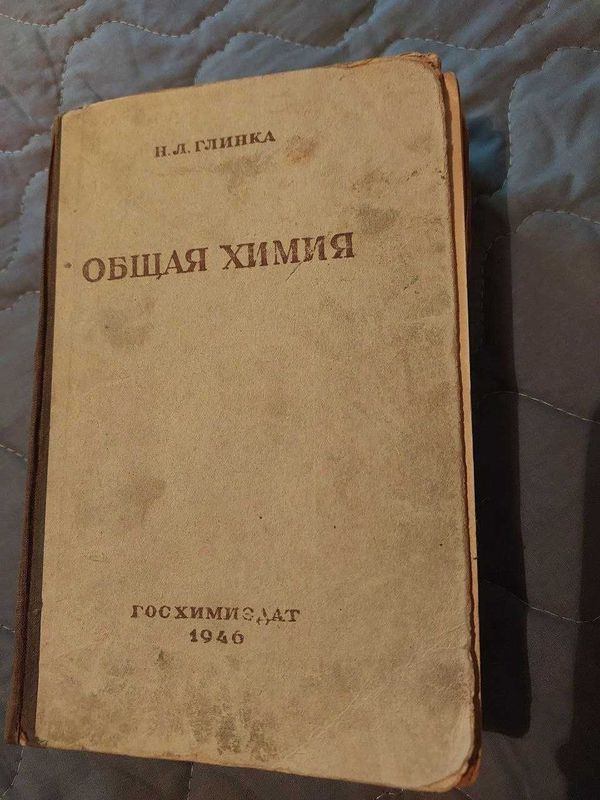 Н. Л. ГЛИНКА
ОБЩАЯ ХИМИЯ
ГОСХИМИЗДАТ
1946